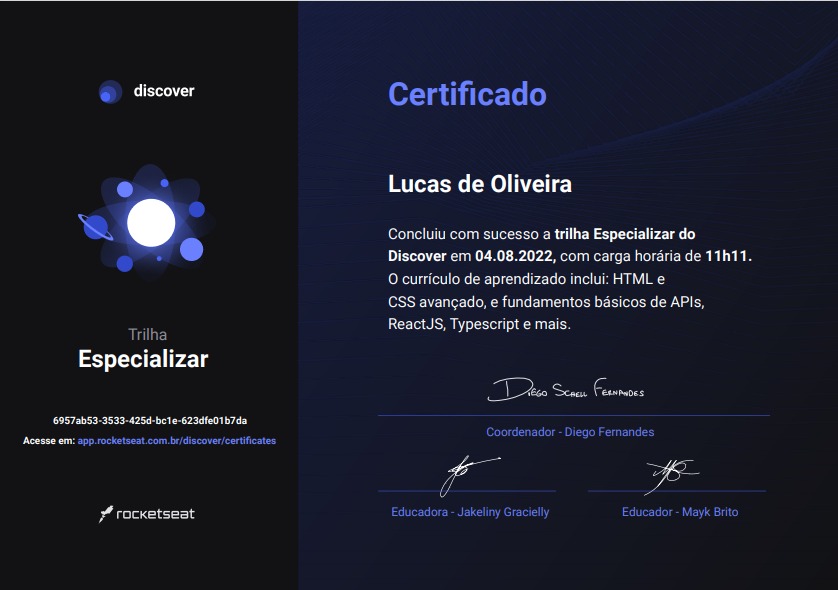 discover
Trilha
Especializar
6957ab53-3533-425d-bc1e-623dfe01b7da
Acesse em: app.rocketseat.com.br/discover/certificates
rocketseat
Certificado
Lucas de Oliveira
Concluiu com sucesso a trilha Especializar do
Discover em 04.08.2022, com carga horária de 11h11.
O currículo de aprendizado inclui: HTML e
CSS avançado, e fundamentos básicos de APIs,
ReactJS, Typescript e mais.
Diego Schell Fernandes
Coordenador - Diego Fernandes
Educadora - Jakeliny Gracielly
Educador - Mayk Brito